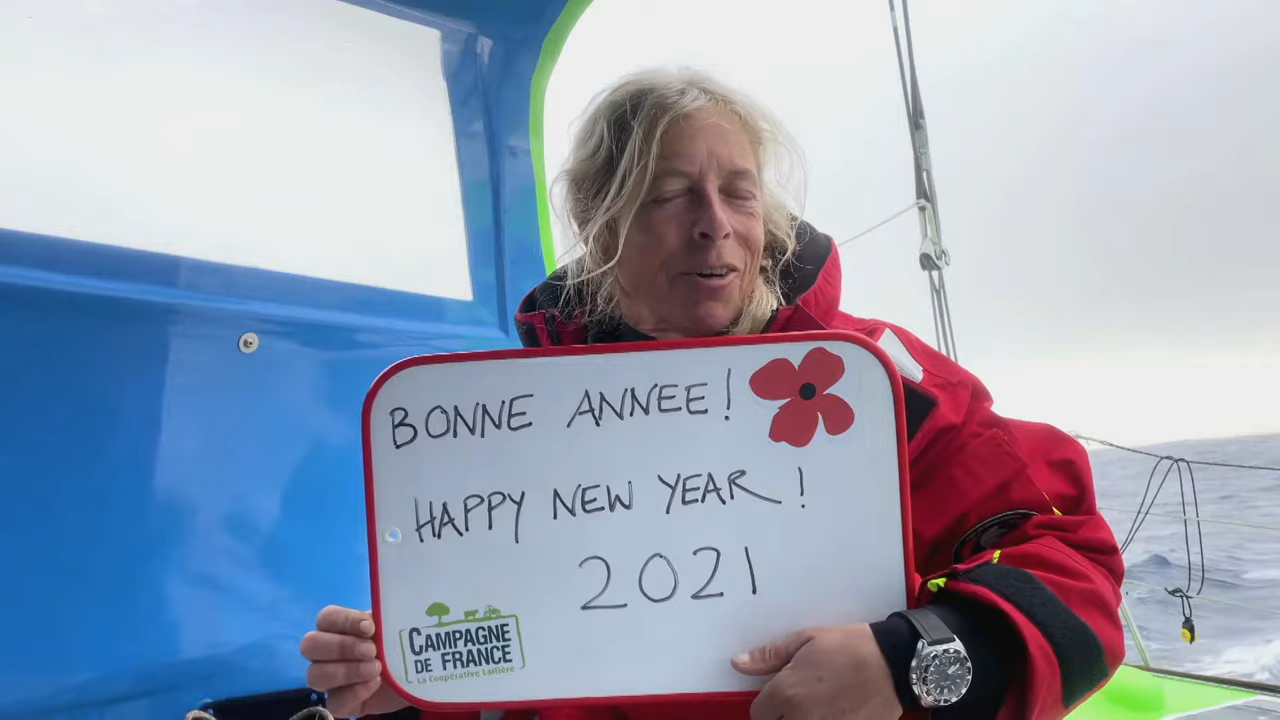 BONNE ANNEE!
HAPPY NEW YEAR!
2021
CAMPAGNE
DE FRANCE
La Coopérative Laitière